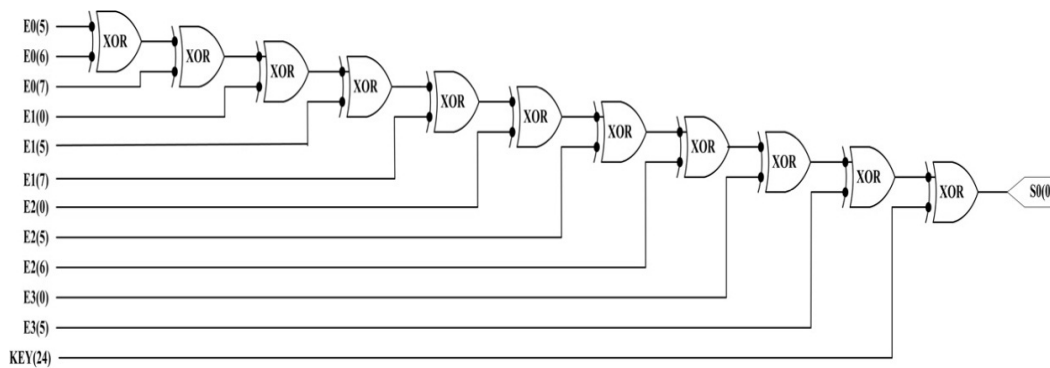 E0(5)
XOR
E0(6)
XOR
E0(7)
XOR
E1(0)
XOR
E1(5)
XOR
E1(7)
XOR
E2(0)
XOR
E2(5)
XOR
E2(6)
XOR
E3(0)
XOR
E3(5)
XOR
KEY(24)
S0(0